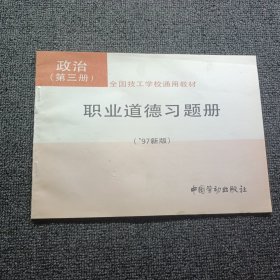 政治
(第三册)
全国技工学校通用教材
职业道德习题册
('97新版)
中国劳动出版社